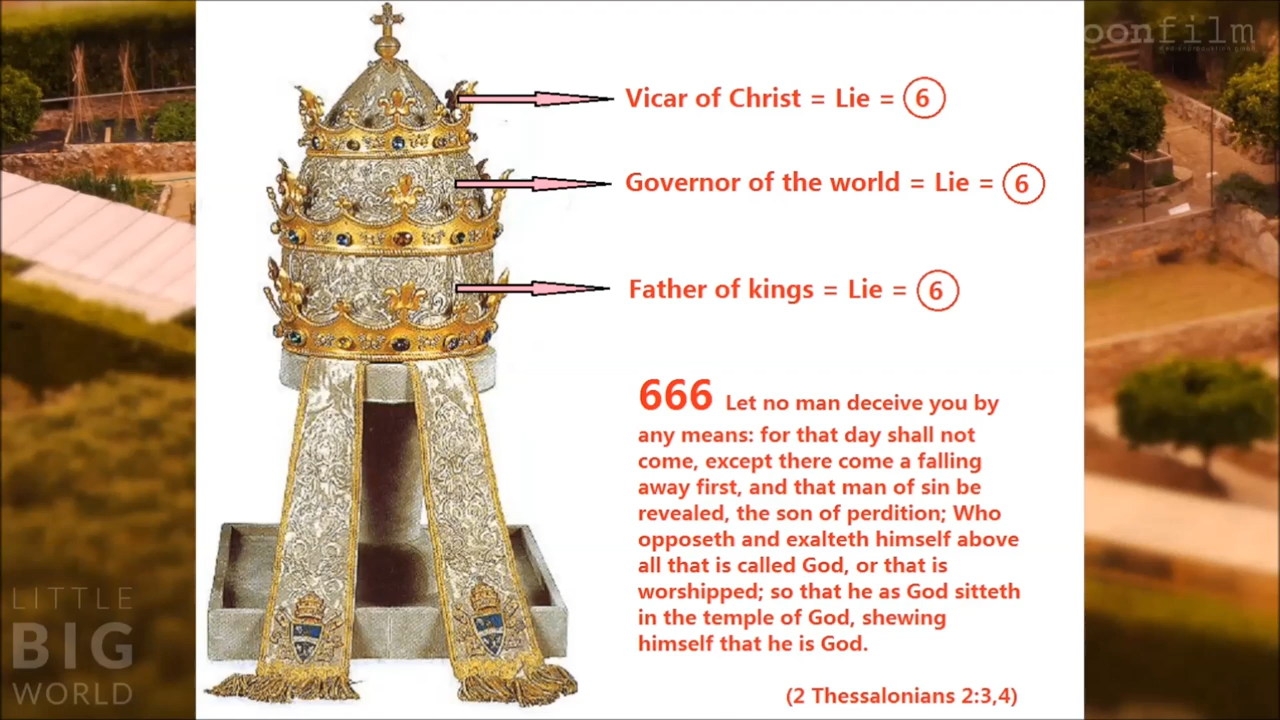 oonfilm
Vicar of Christ = Lie = 6
Governor of the world = Lie = 6
Father of kings = Lie = 6
666 Let no man deceive you by
any means: for that day shall not
come, except there come a falling
away first, and that man of sin be
revealed, the son of perdition; Who
opposeth and exalteth himself above
all that is called God, or that is
worshipped; so that he as God sitteth
in the temple of God, shewing
himself that he is God.
(2 Thessalonians 2:3,4)
LITTLE
BIG
WORLD